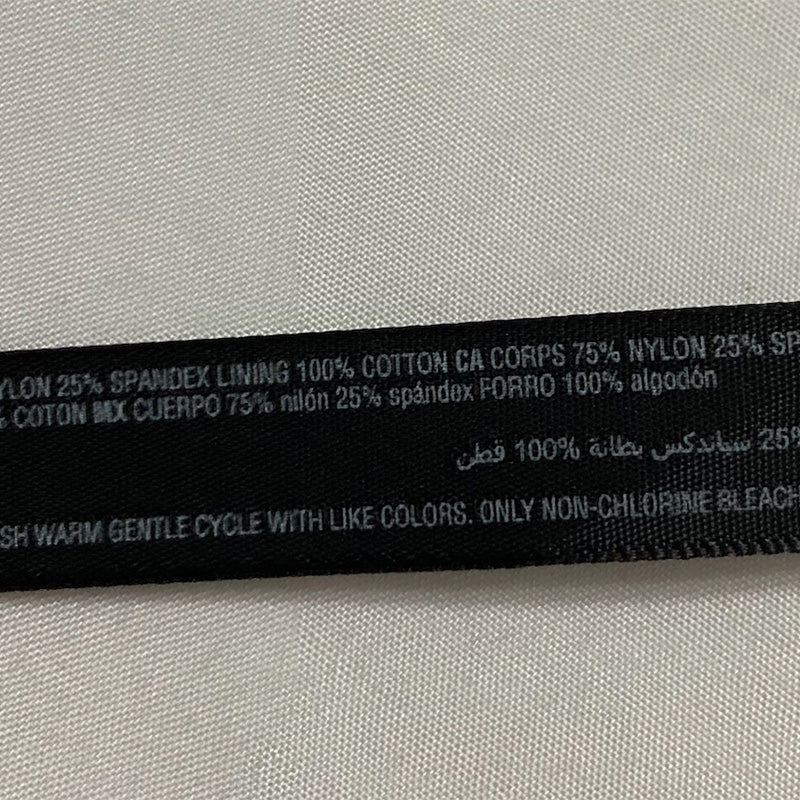 YLON 25% SPANDEX LINING 100% COTTON CA CORPS 75% NYLON 25% SP
% COTON MX CUERPO 75% nilón 25% spándex FORRO 100% algodón
25% سباندكس بطانة 100% قطن
SH WARM GENTLE CYCLE WITH LIKE COLORS. ONLY NON-CHLORINE BLEACH